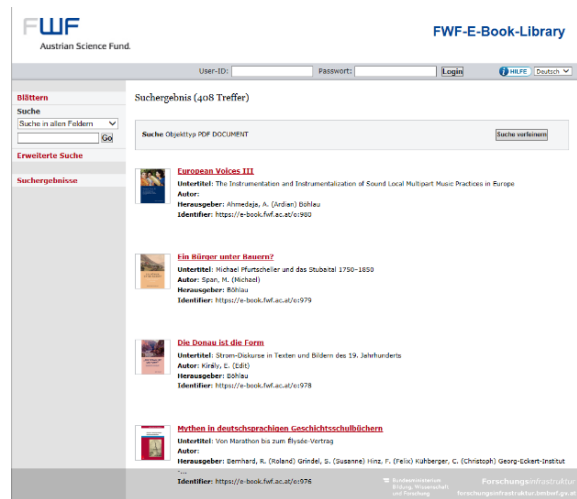 FWF
Austrian Science Fund.
FWF-E-Book-Library
User-ID: Passwort: Login HILFE Deutsch
Blättern
Suche
Suche in allen Feldern
Go
Erweiterte Suche
Suchergebnisse
Suchergebnis (408 Treffer)
Suche Objekttyp PDF DOCUMENT Suche verfeinern
European Voices III
Untertitel: The Instrumentation and Instrumentalization of Sound Local Multipart Music Practices in Europe
Autor:
Herausgeber: Ahmedaja, A. (Ardian) Böhlau
Identifier: https://e-book.fwf.ac.at/o:980
Ein Bürger unter Bauern?
Untertitel: Michael Pfurtscheller und das Stubaital 1750-1850
Autor: Span, M. (Michael)
Herausgeber: Böhlau
Identifier: https://e-book.fwf.ac.at/o:979
Die Donau ist die Form
Untertitel: Strom-Diskurse in Texten und Bildern des 19. Jahrhunderts
Autor: Király, E. (Edit)
Herausgeber: Böhlau
Identifier: https://e-book.fwf.ac.at/o:978
Mythen in deutschsprachigen Geschichtsschulbüchern
Untertitel: Von Marathon bis zum Élysée-Vertrag
Autor:
Herausgeber: Bernhard, R. (Roland) Grindel, S. (Susanne) Hinz, F. (Felix) Kühberger, C. (Christoph) Georg-Eckert-Institut
-...
Identifier: https://e-book.fwf.ac.at/o:976
Bundesministerium
Bildung, Wissenschaft
und Forschung
Forschungsinfrastruktur
forschungsinfrastruktur.bmbwf.gv.at